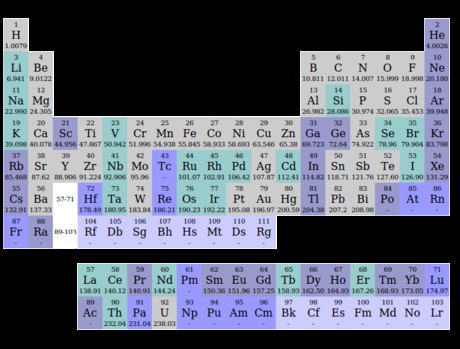 1 2
H He
1.0079 4.0026
3 4 5 6 7 8 9 10
Li Be B C N O F Ne
6.941 9.0122 10.811 12.011 14.007 15.999 18.998 20.180
11 12 13 14 15 16 17 18
Na Mg Al Si P S Cl Ar
22.990 24.305 26.982 28.086 30.974 32.065 35.453 39.948
19 20 21 22 23 24 25 26 27 28 29 30 31 32 33 34 35 36
K Ca Sc Ti V Cr Mn Fe Co Ni Cu Zn Ga Ge As Se Br Kr
39.098 40.078 44.956 47.867 50.942 51.996 54.938 55.845 58.933 58.693 63.546 65.38 69.723 72.64 74.922 78.96 79.904 83.798
37 38 39 40 41 42 43 44 45 46 47 48 49 50 51 52 53 54
Rb Sr Y Zr Nb Mo Tc Ru Rh Pd Ag Cd In Sn Sb Te I Xe
85.468 87.62 88.906 91.224 92.906 95.96 - 101.07 102.91 106.42 107.87 112.41 114.82 118.71 121.76 127.60 126.90 131.29
55 56 57-71 72 73 74 75 76 77 78 79 80 81 82 83 84 85 86
Cs Ba Hf Ta W Re Os Ir Pt Au Hg Tl Pb Bi Po At Rn
132.91 137.33 178.49 180.95 183.84 186.21 190.23 192.22 195.08 196.97 200.59 204.38 207.2 208.98 - - -
87 88 104 105 106 107 108 109 110 111
Fr Ra Rf Db Sg Bh Hs Mt Ds Rg
- - - - - - - - - -
57 58 59 60 61 62 63 64 65 66 67 68 69 70 71
La Ce Pr Nd Pm Sm Eu Gd Tb Dy Ho Er Tm Yb Lu
138.91 140.12 140.91 144.24 - 150.36 151.96 157.25 158.93 162.50 164.93 167.26 168.93 173.05 174.97
89 90 91 92 93 94 95 96 97 98 99 100 101 102 103
Ac Th Pa U Np Pu Am Cm Bk Cf Es Fm Md No Lr
- 232.04 231.04 238.03 - - - - - - - - - - -